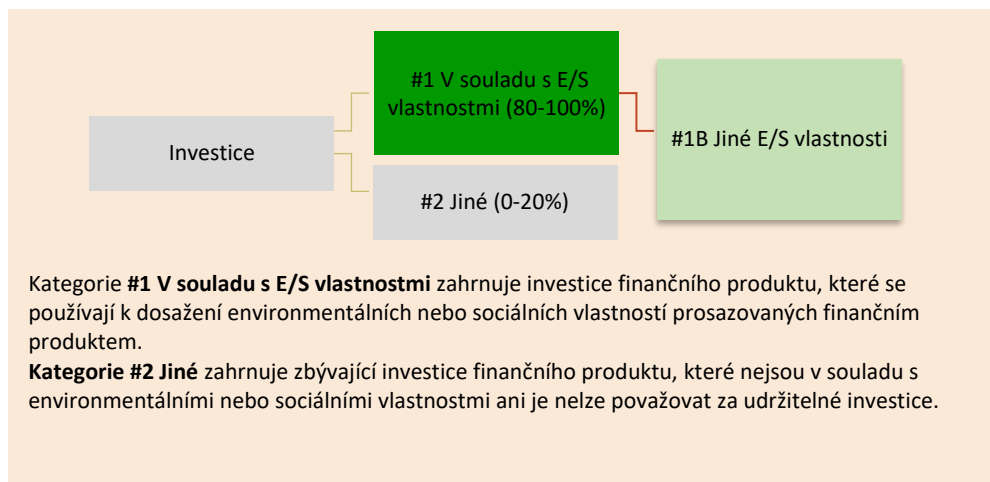 #1 V souladu s E/S
vlastnostmi (80-100%)
#1B Jiné E/S vlastnosti
Investice
#2 Jiné (0-20%)
Kategorie #1 V souladu s E/S vlastnostmi zahrnuje investice finančního produktu, které se
používají k dosažení environmentálních nebo sociálních vlastností prosazovaných finančním
produktem.
Kategorie #2 Jiné zahrnuje zbývající investice finančního produktu, které nejsou v souladu s
environmentálními nebo sociálními vlastnostmi ani je nelze považovat za udržitelné investice.